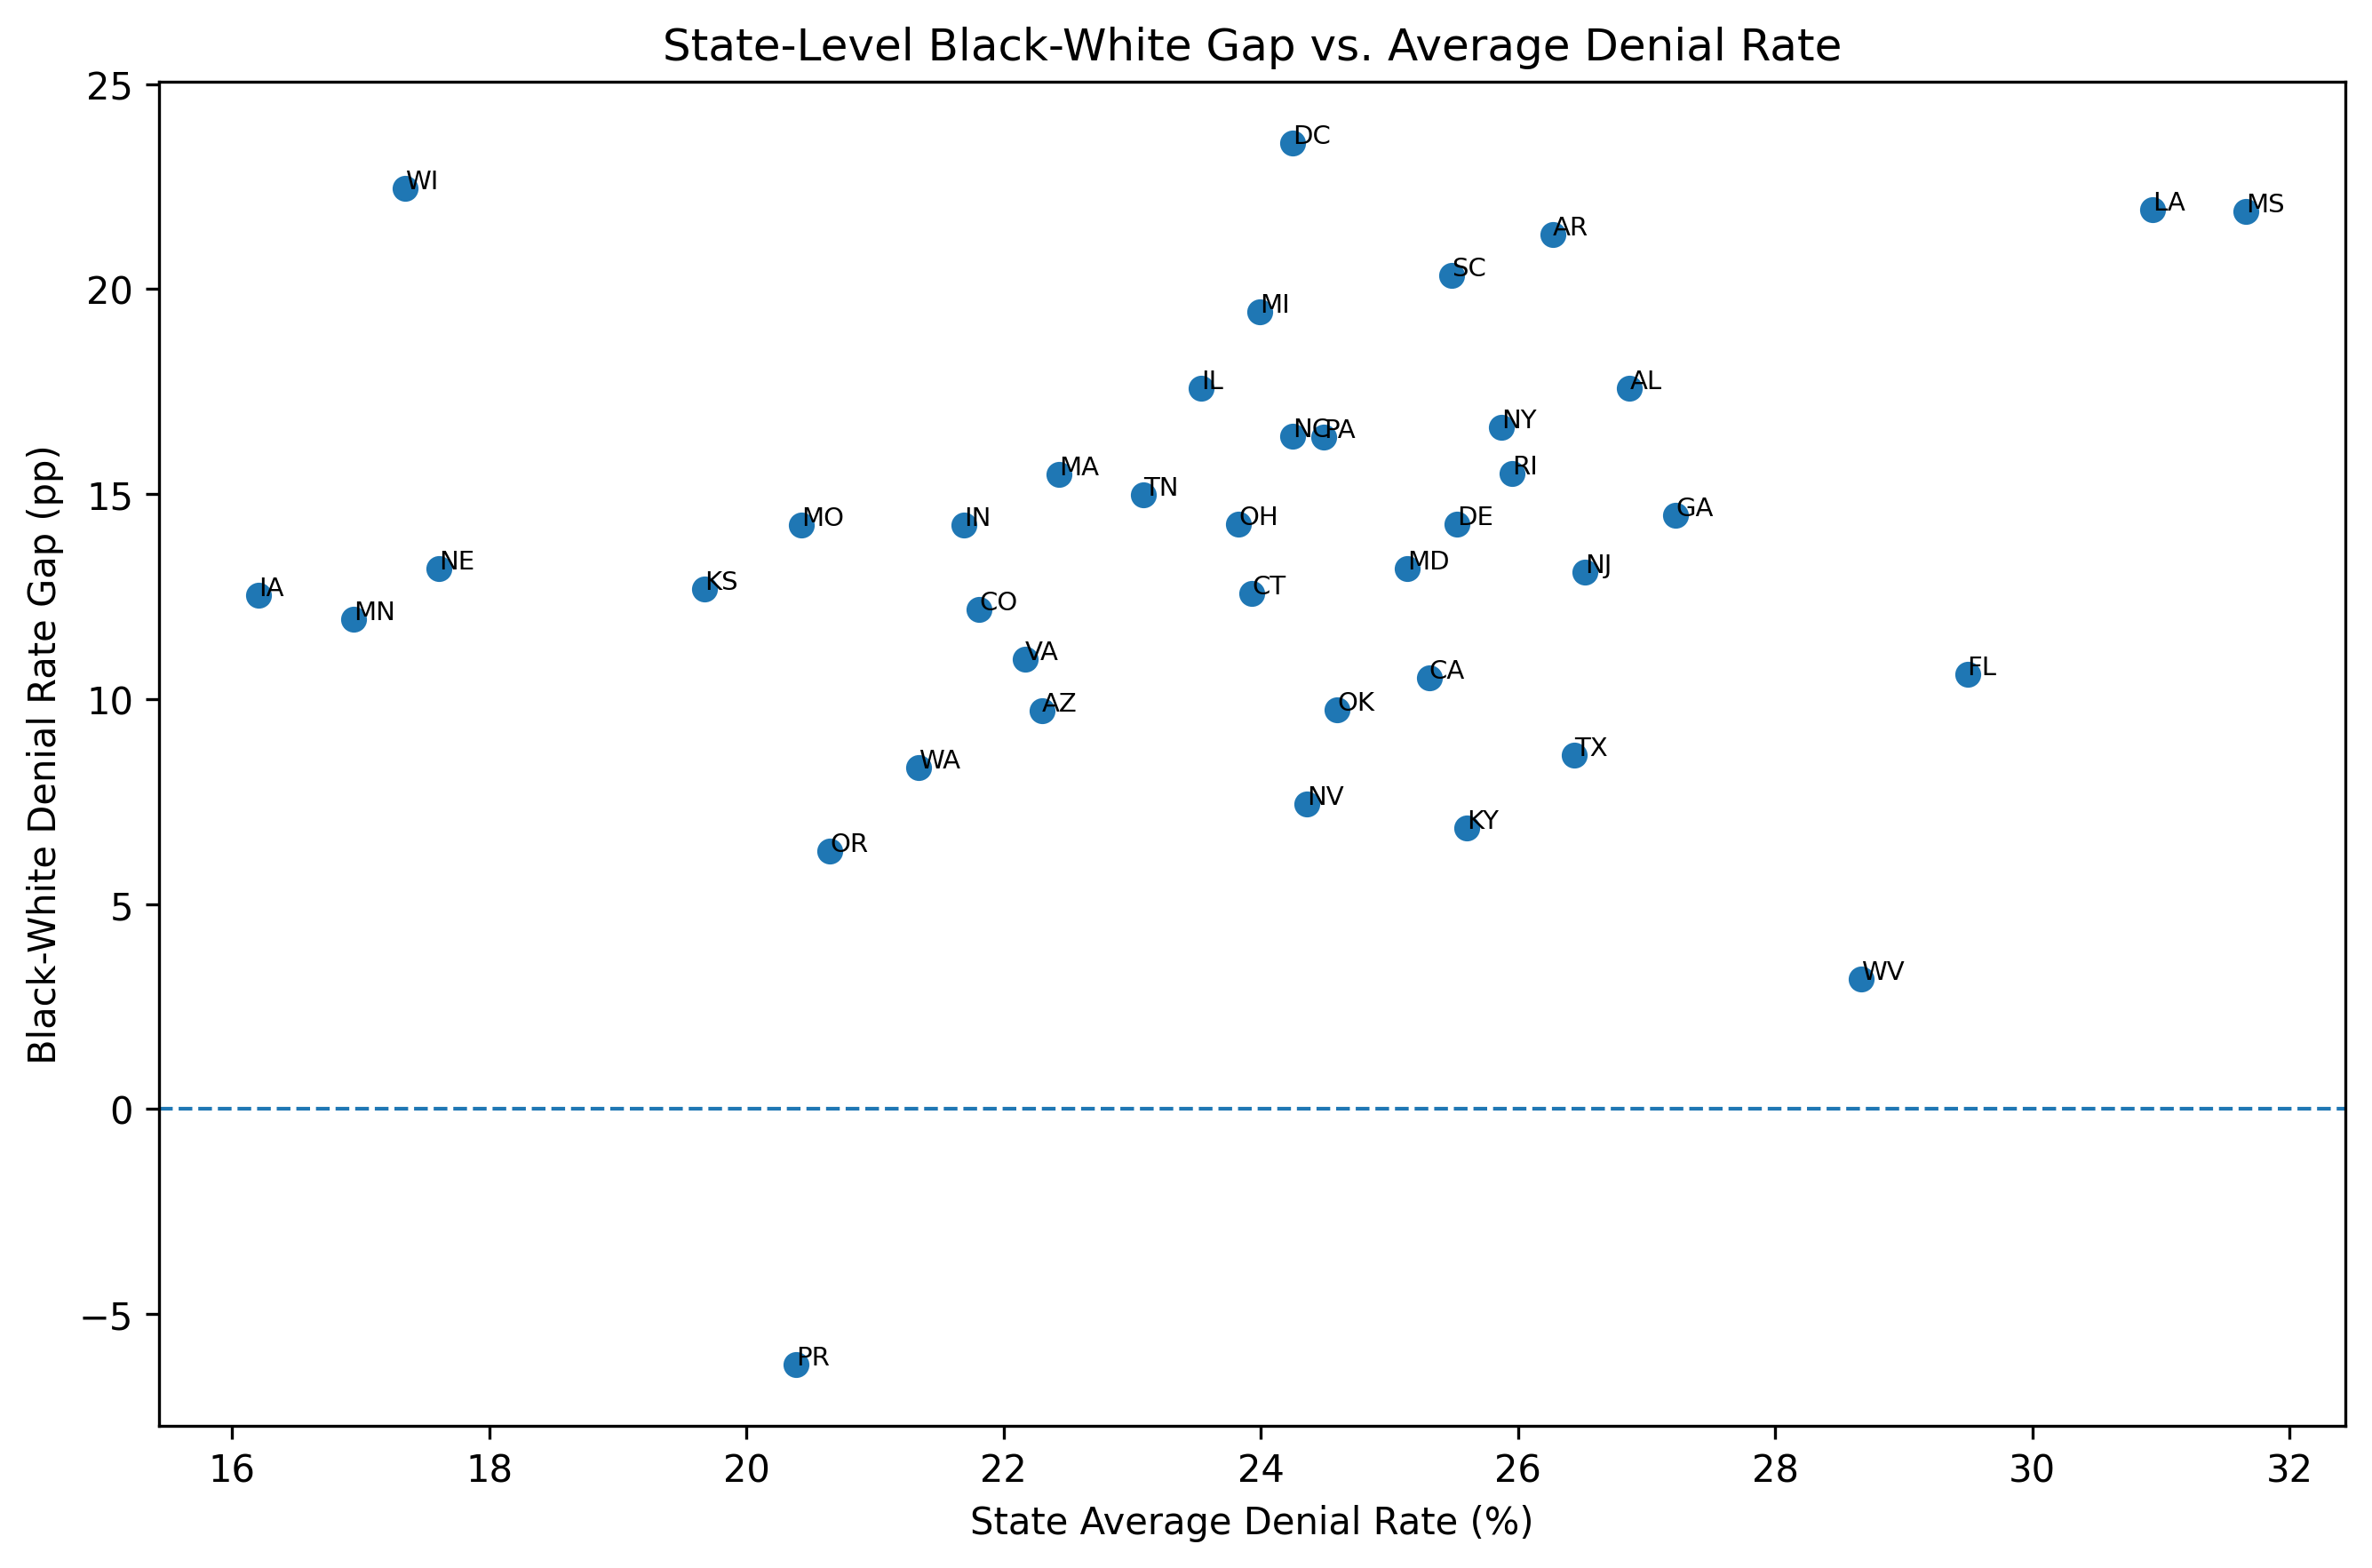 State-Level Black-White Gap vs. Average Denial Rate
Black-White Denial Rate Gap (pp)
25
20
15
10
5
0
−5
DC
WI
LA
MS
AR
SC
MI
IL
AL
NY
NC
PA
MA
RI
TN
GA
MO
IN
OH
DE
NE
MD
NJ
IA
KS
CT
MN
CO
VA
CA
FL
AZ
OK
TX
WA
NV
KY
OR
WV
PR
16
18
20
22
24
26
28
30
32
State Average Denial Rate (%)